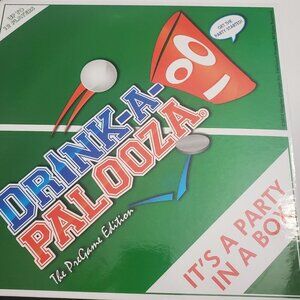 GET THE
PARTY STARTED!
DRINK-A-
PALOOZA®
The PreGame Edition
IT'S A PARTY
IN A BOX!